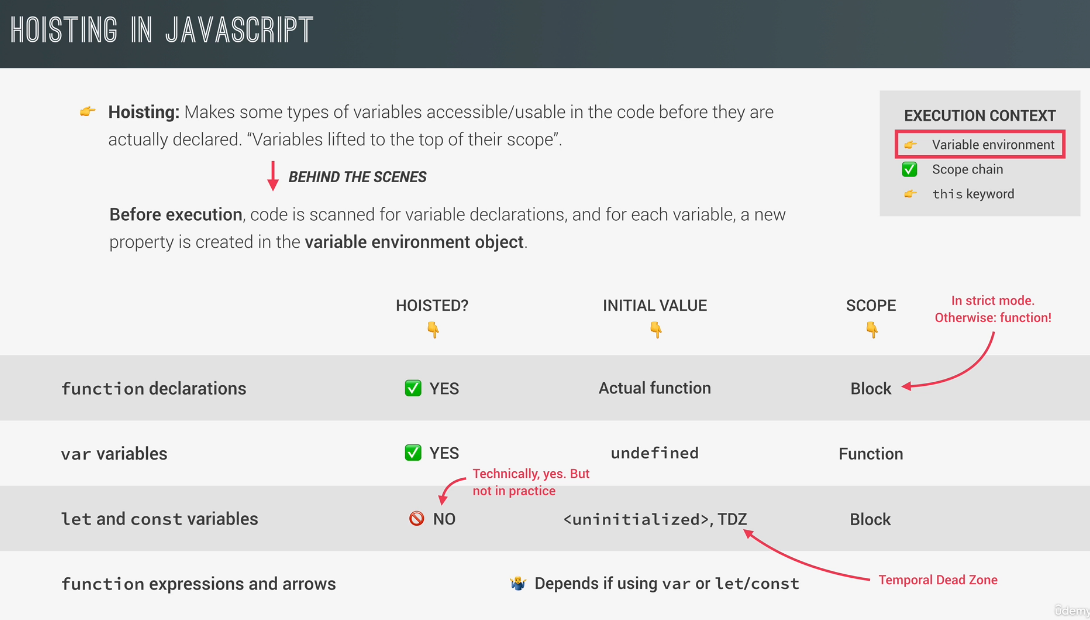 HOISTING IN JAVASCRIPT
👉 Hoisting: Makes some types of variables accessible/usable in the code before they are
actually declared. “Variables lifted to the top of their scope”.
BEHIND THE SCENES
Before execution, code is scanned for variable declarations, and for each variable, a new
property is created in the variable environment object.
EXECUTION CONTEXT
👉 Variable environment
✅ Scope chain
👉 this keyword
HOISTED? INITIAL VALUE SCOPE
👇 👇 👇
In strict mode.
Otherwise: function!
function declarations ✅ YES Actual function Block
var variables ✅ YES undefined Function
Technically, yes. But
not in practice
let and const variables 🚫 NO <uninitialized>, TDZ Block
Temporal Dead Zone
function expressions and arrows 🤷‍♂️ Depends if using var or let/const
ûdemy